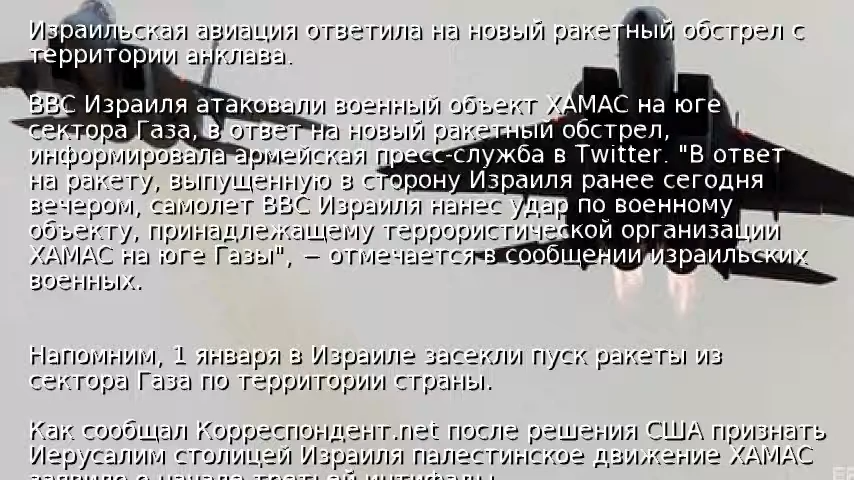 Израильская авиация ответила на новый ракетный обстрел с
территории анклава.
ВВС Израиля атаковали военный объект ХАМАС на юге
сектора Газа, в ответ на новый ракетный обстрел,
информировала армейская пресс-служба в Twitter. "В ответ
на ракету, выпущенную в сторону Израиля ранее сегодня
вечером, самолет ВВС Израиля нанес удар по военному
объекту, принадлежащему террористической организации
ХАМАС на юге Газы", − отмечается в сообщении израильских
военных.
Напомним, 1 января в Израиле засекли пуск ракеты из
сектора Газа по территории страны.
Как сообщал Корреспондент.net после решения США признать
Иерусалим столицей Израиля палестинское движение ХАМАС
заявило о начале третьей интифады.